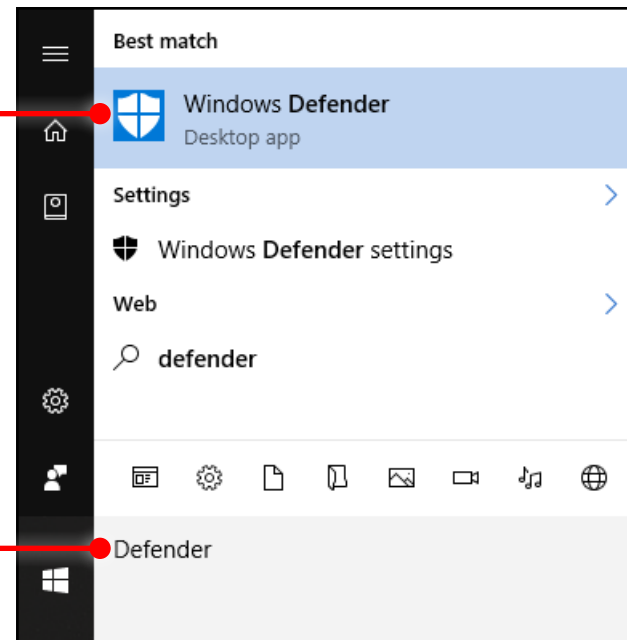 Best match
Windows Defender
Desktop app
Settings
Windows Defender settings
Web
defender
Defender